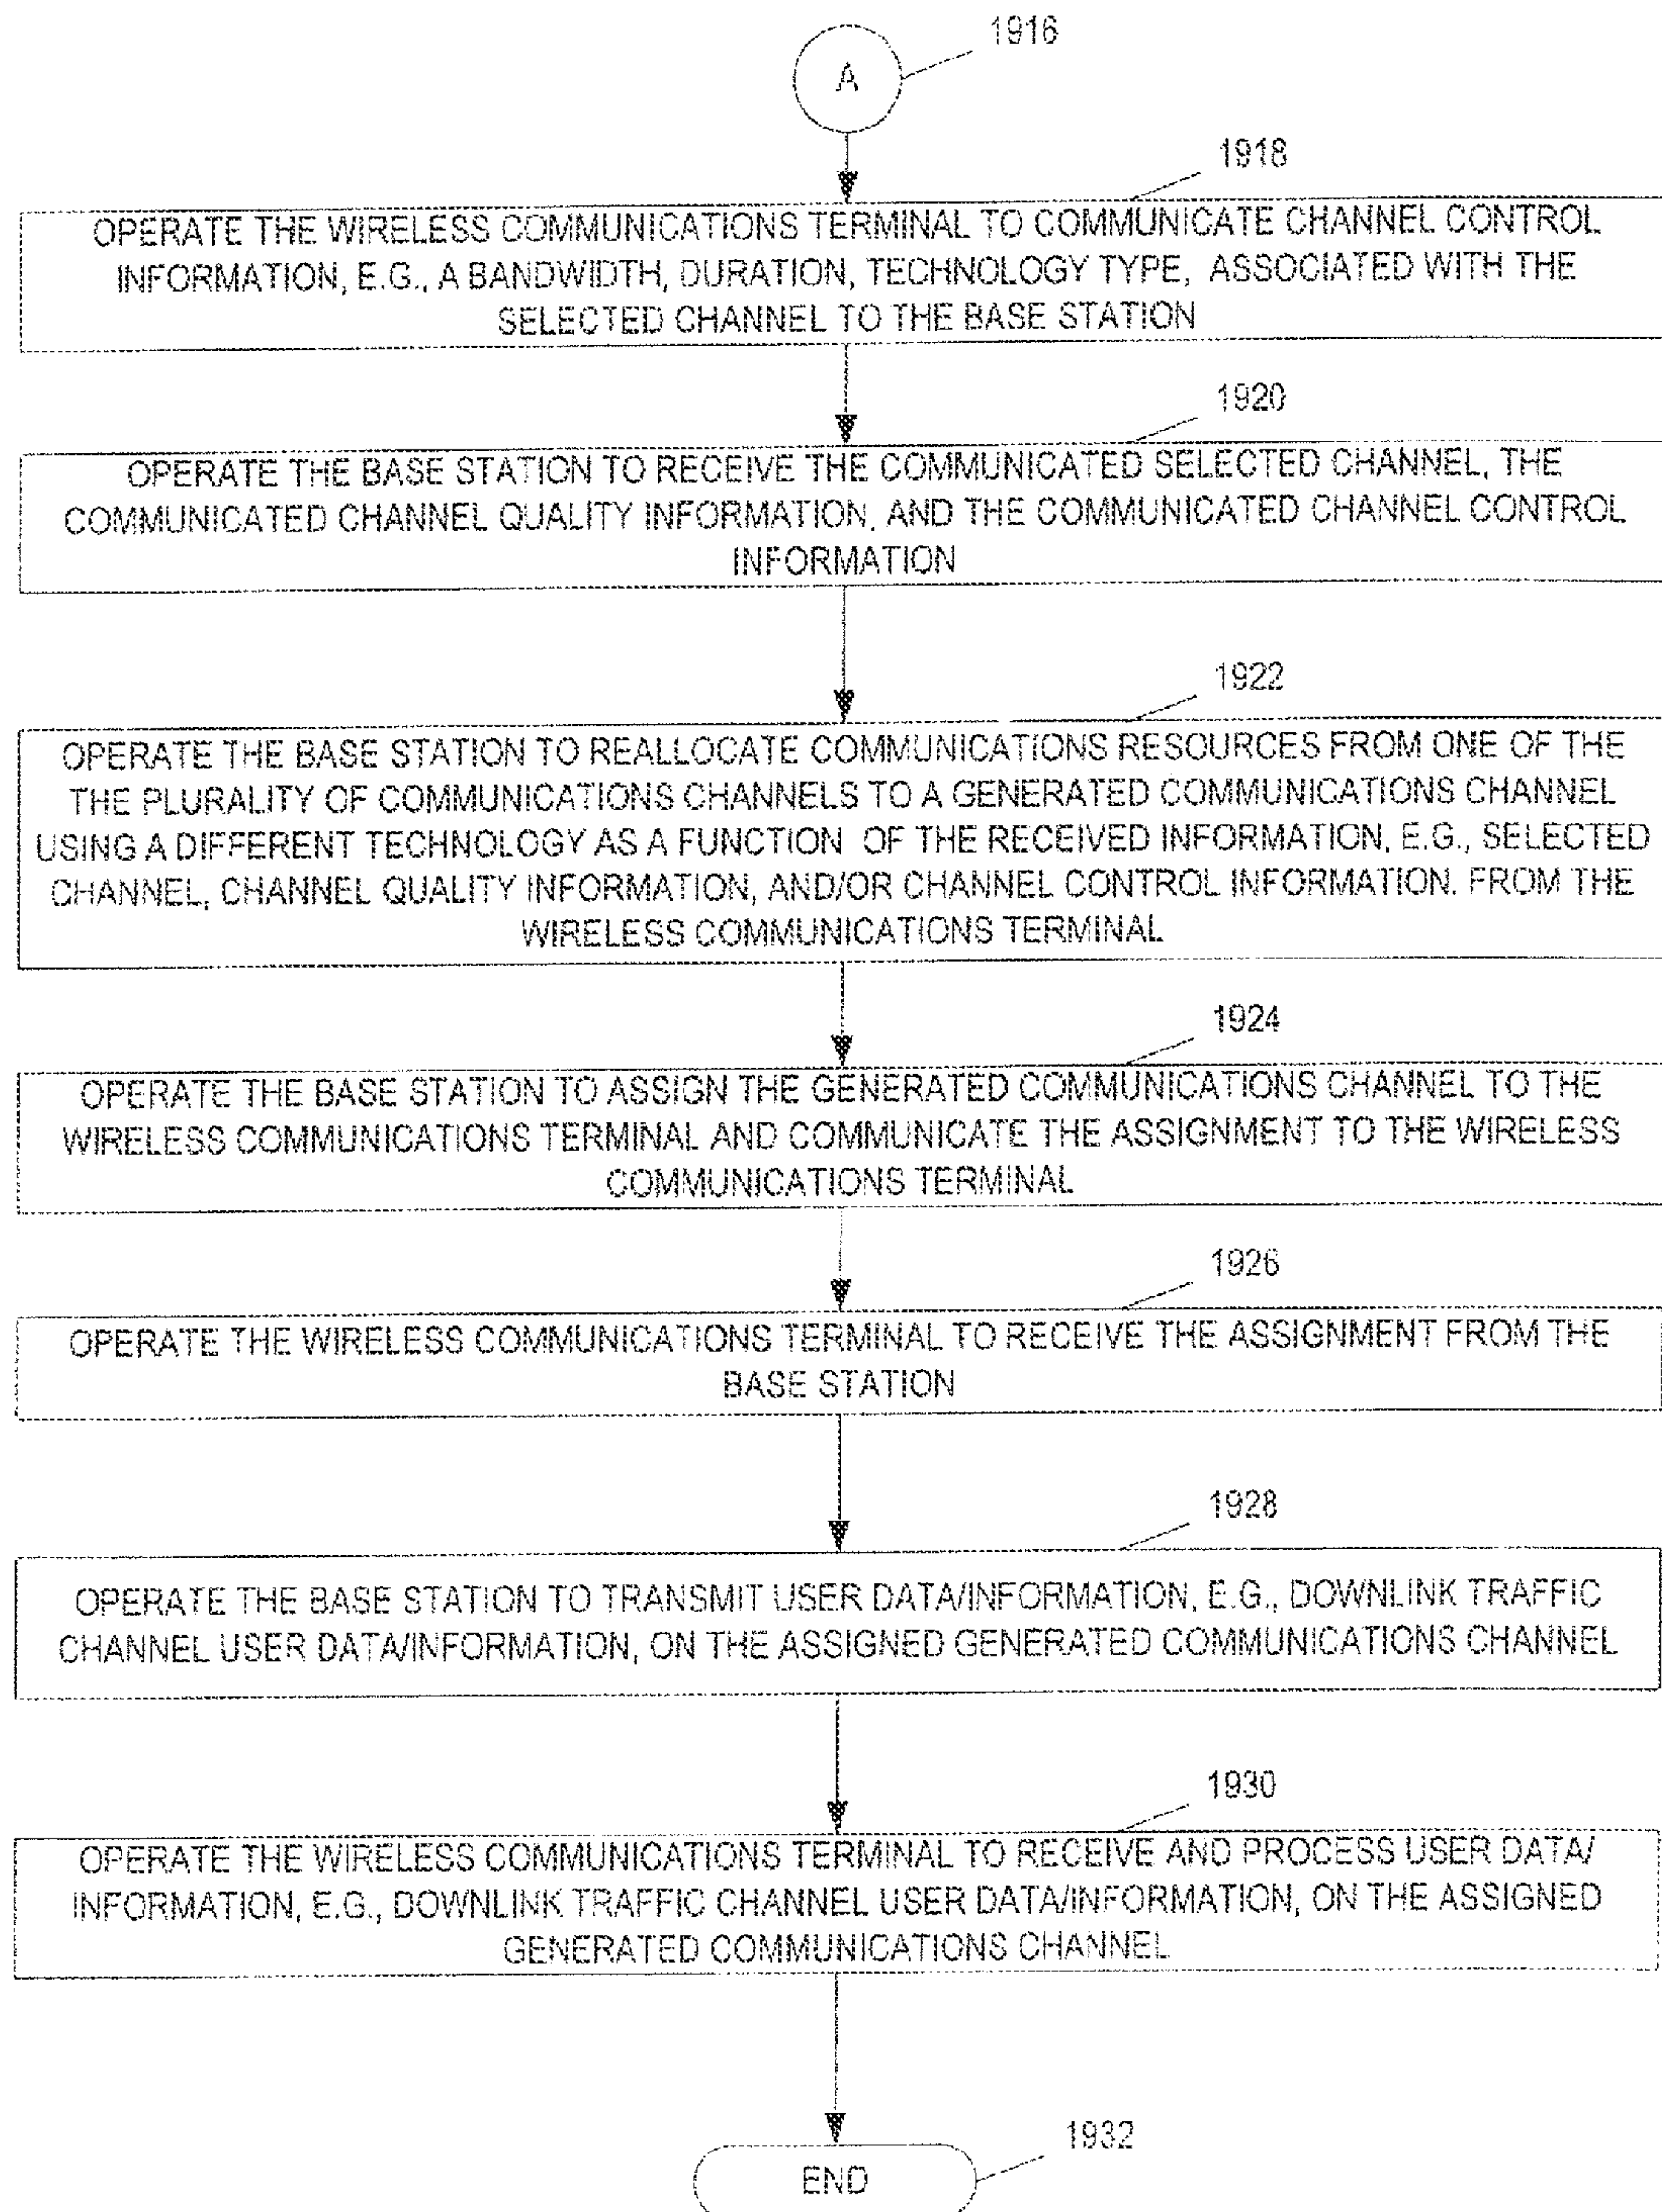 1916
A
1918
OPERATE THE WIRELESS COMMUNICATIONS TERMINAL TO COMMUNICATE CHANNEL CONTROL
INFORMATION, E.G., A BANDWIDTH, DURATION, TECHNOLOGY TYPE, ASSOCIATED WITH THE
SELECTED CHANNEL TO THE BASE STATION
1920
OPERATE THE BASE STATION TO RECEIVE THE COMMUNICATED SELECTED CHANNEL, THE
COMMUNICATED CHANNEL QUALITY INFORMATION, AND THE COMMUNICATED CHANNEL CONTROL
INFORMATION
1922
OPERATE THE BASE STATION TO REALLOCATE COMMUNICATIONS RESOURCES FROM ONE OF THE
THE PLURALITY OF COMMUNICATIONS CHANNELS TO A GENERATED COMMUNICATIONS CHANNEL
USING A DIFFERENT TECHNOLOGY AS A FUNCTION OF THE RECEIVED INFORMATION, E.G., SELECTED
CHANNEL, CHANNEL QUALITY INFORMATION, AND/OR CHANNEL CONTROL INFORMATION. FROM THE
WIRELESS COMMUNICATIONS TERMINAL
1924
OPERATE THE BASE STATION TO ASSIGN THE GENERATED COMMUNICATIONS CHANNEL TO THE
WIRELESS COMMUNICATIONS TERMINAL AND COMMUNICATE THE ASSIGNMENT TO THE WIRELESS
COMMUNICATIONS TERMINAL
1926
OPERATE THE WIRELESS COMMUNICATIONS TERMINAL TO RECEIVE THE ASSIGNMENT FROM THE
BASE STATION
1928
OPERATE THE BASE STATION TO TRANSMIT USER DATA/INFORMATION, E.G., DOWNLINK TRAFFIC
CHANNEL USER DATA/INFORMATION, ON THE ASSIGNED GENERATED COMMUNICATIONS CHANNEL
1930
OPERATE THE WIRELESS COMMUNICATIONS TERMINAL TO RECEIVE AND PROCESS USER DATA/
INFORMATION, E.G., DOWNLINK TRAFFIC CHANNEL USER DATA/INFORMATION, ON THE ASSIGNED
GENERATED COMMUNICATIONS CHANNEL
1932
END